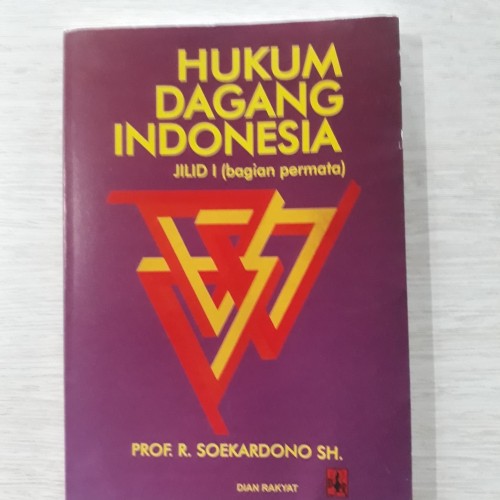 HUKUM
DAGANG
INDONESIA
JILID I (bagian permata)
PROF. R. SOEKARDONO SH.
DIAN RAKYAT